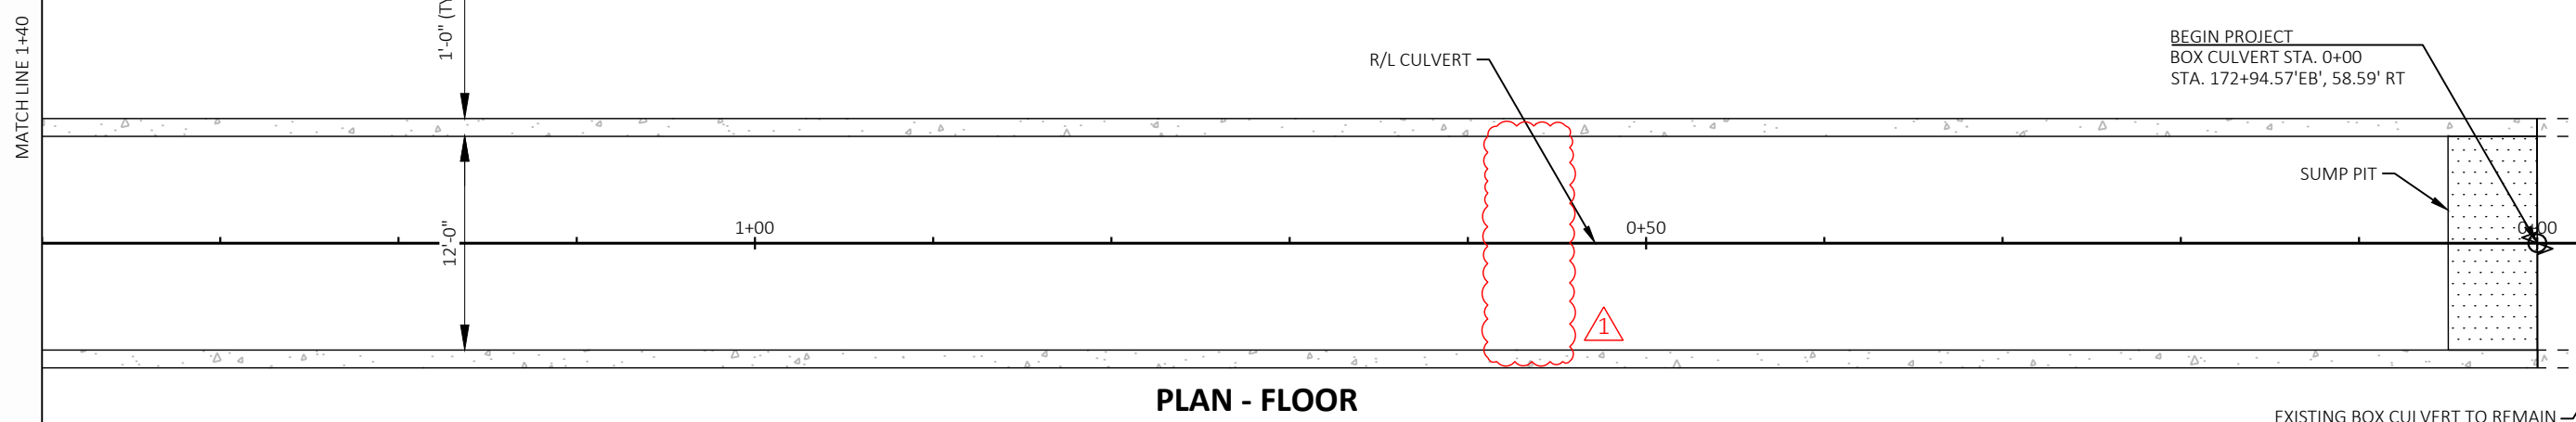 MATCH LINE 1+40
1'-0" (TY
12'-0"
1+00
R/L CULVERT
0+50
1
BEGIN PROJECT
BOX CULVERT STA. 0+00
STA. 172+94.57'EB', 58.59' RT
SUMP PIT
0+00
PLAN - FLOOR
EXISTING BOX CULVERT TO REMAIN